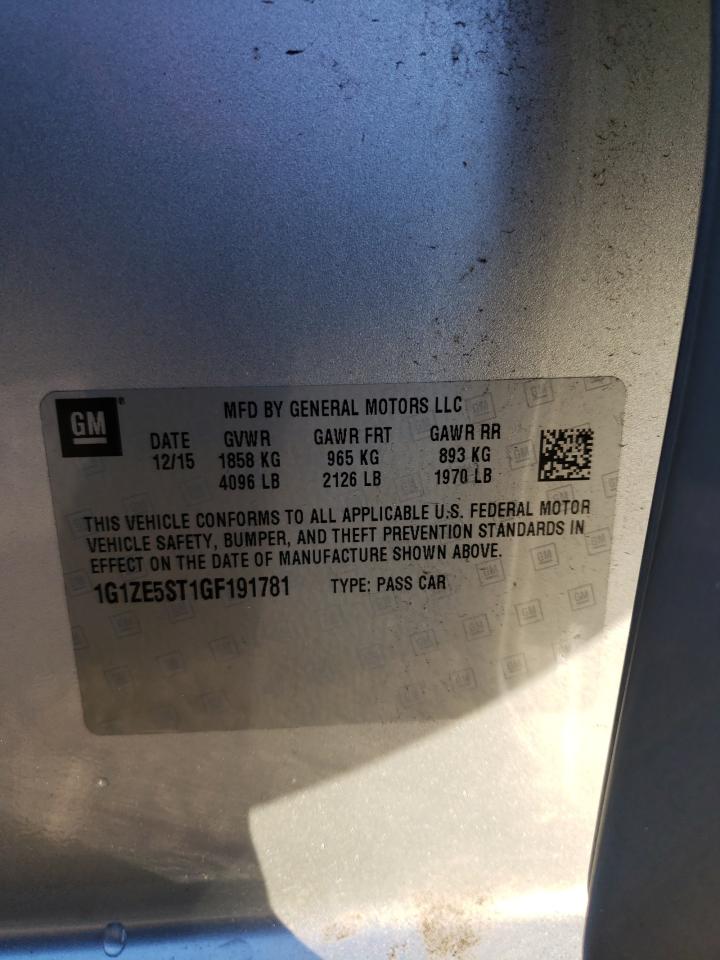 GM
MFD BY GENERAL MOTORS LLC
DATE GVWR GAWR FRT GAWR RR
12/15 1858 KG 965 KG 893 KG
4096 LB 2126 LB 1970 LB
THIS VEHICLE CONFORMS TO ALL APPLICABLE U.S. FEDERAL MOTOR
VEHICLE SAFETY, BUMPER, AND THEFT PREVENTION STANDARDS IN
EFFECT ON THE DATE OF MANUFACTURE SHOWN ABOVE.
1G1ZE5ST1GF191781 TYPE: PASS CAR